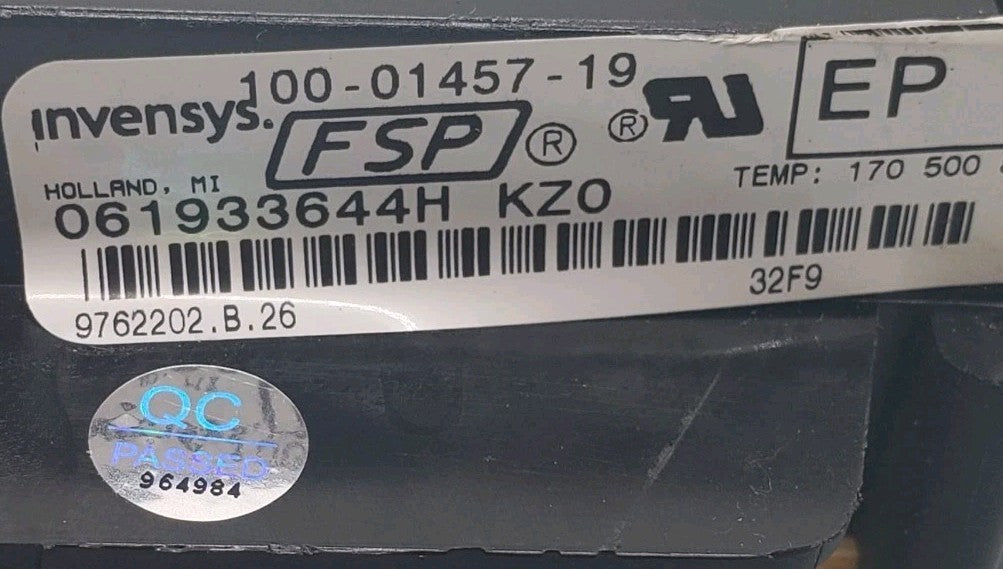 100-01457-19
invensys.
FSP®
®
EP
HOLLAND, MI
TEMP: 170 500
061933644H KZ0
32F9
9762202.B.26
QC
PASSED
964984